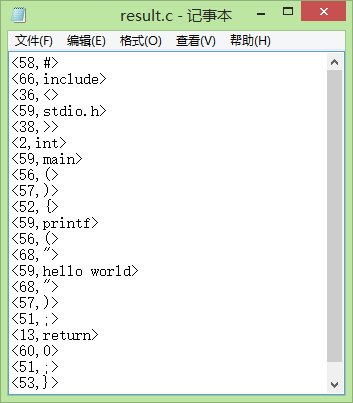 result.c - 记事本
文件(F) 编辑(E) 格式(O) 查看(V) 帮助(H)
<58,#>
<66,include>
<36,<>
<59,stdio.h>
<38,>>
<2,int>
<59,main>
<56,(>
<57,)>
<52,{>
<59,printf>
<56,(>
<68,">
<59,hello world>
<68,">
<57,)>
<51,;>
<13,return>
<60,0>
<51,;>
<53,}>